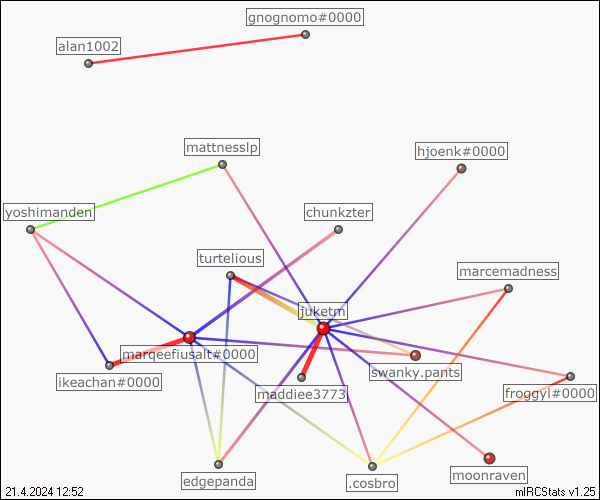 gnognomo#0000
alan1002
mattnesslp
hjoenk#0000
yoshimanden
chunkzter
turtelious
marcemadness
iuketm
marqeefiusalt#0000
swanky.pants
ikeachan#0000
maddiee3773
froggyl#0000
edgepanda
.cosbro
moonraven
21.4.2024 12:52
mIRCStats v1.25